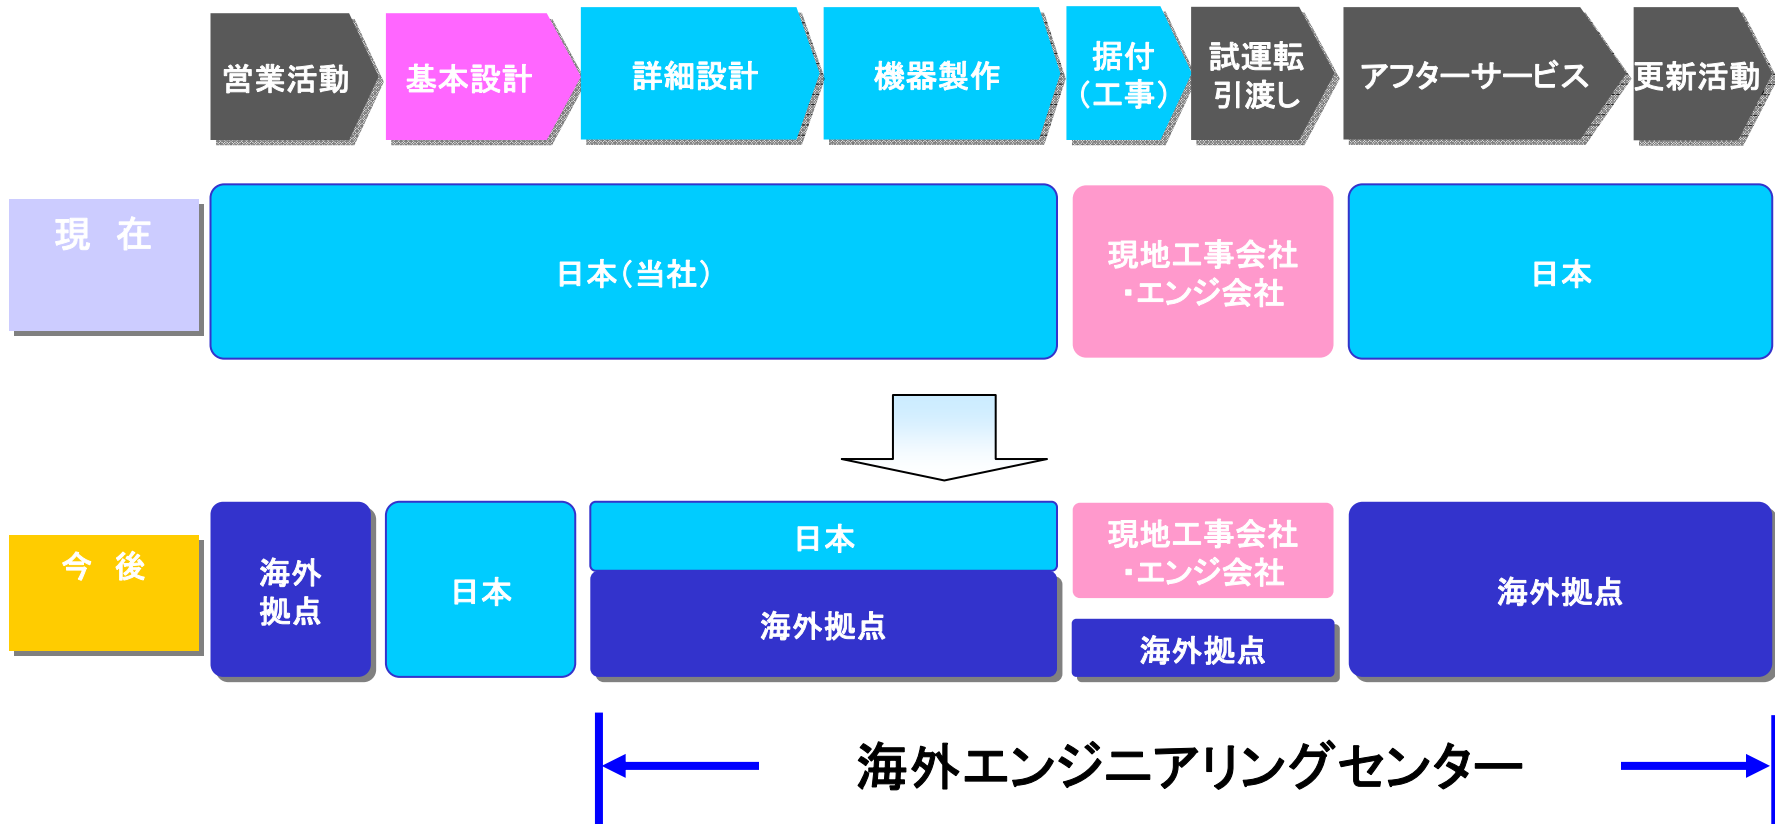 営業活動
基本設計
詳細設計
機器製作
据付
（工事）
試運転
引渡し
アフターサービス
更新活動
現　在
日本（当社）
現地工事会社
・エンジ会社
日本
今　後
海外
拠点
日本
日本
海外拠点
現地工事会社
・エンジ会社
海外拠点
海外拠点
海外エンジニアリングセンター